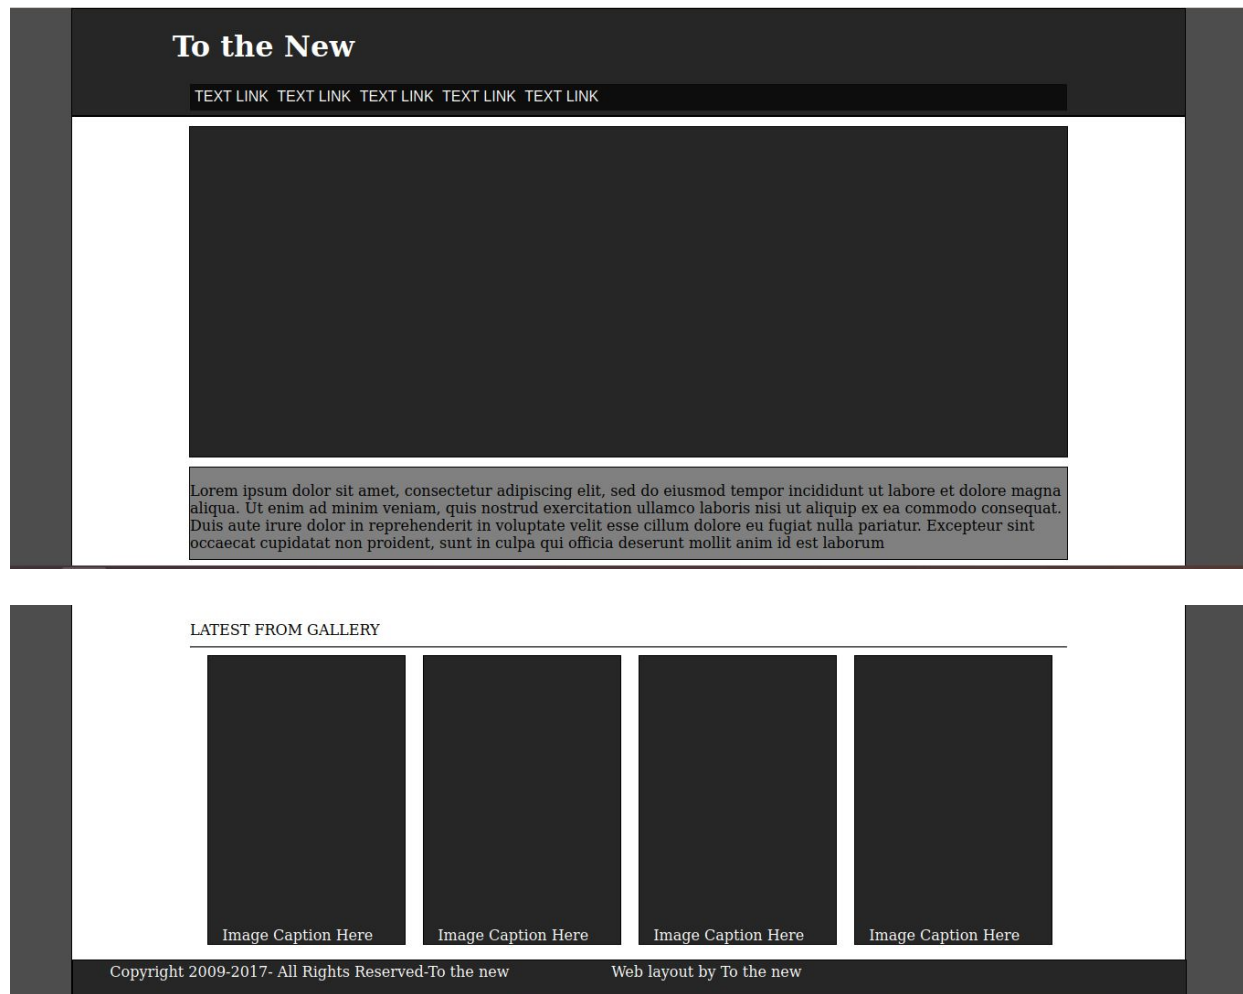 To the New
TEXT LINK TEXT LINK TEXT LINK TEXT LINK TEXT LINK
Lorem ipsum dolor sit amet, consectetur adipiscing elit, sed do eiusmod tempor incididunt ut labore et dolore magna
aliqua. Ut enim ad minim veniam, quis nostrud exercitation ullamco laboris nisi ut aliquip ex ea commodo consequat.
Duis aute irure dolor in reprehenderit in voluptate velit esse cillum dolore eu fugiat nulla pariatur. Excepteur sint
occaecat cupidatat non proident, sunt in culpa qui officia deserunt mollit anim id est laborum
LATEST FROM GALLERY
Image Caption Here Image Caption Here Image Caption Here Image Caption Here
Copyright 2009-2017- All Rights Reserved-To the new Web layout by To the new